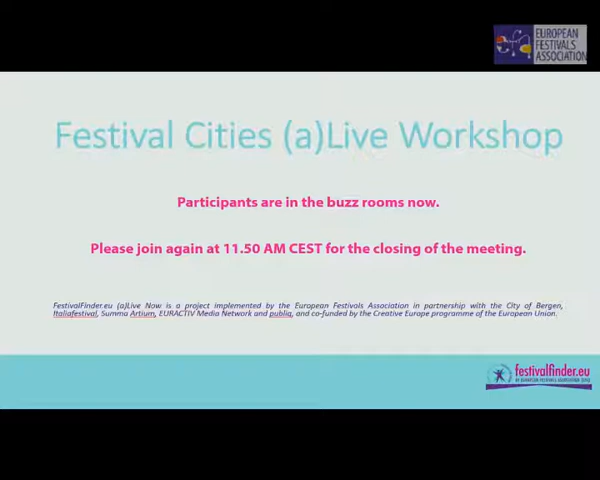 EUROPEAN
FESTIVALS
ASSOCIATION
Festival Cities (a)Live Workshop
Participants are in the buzz rooms now.
Please join again at 11.50 AM CEST for the closing of the meeting.
FestivalFinder.eu (a)Live Now is a project implemented by the European Festivals Association in partnership with the City of Bergen,
Italiafestival, Summa Artium, EURACTIV Media Network and publiq, and co-funded by the Creative Europe programme of the European Union.
festivalfinder.eu